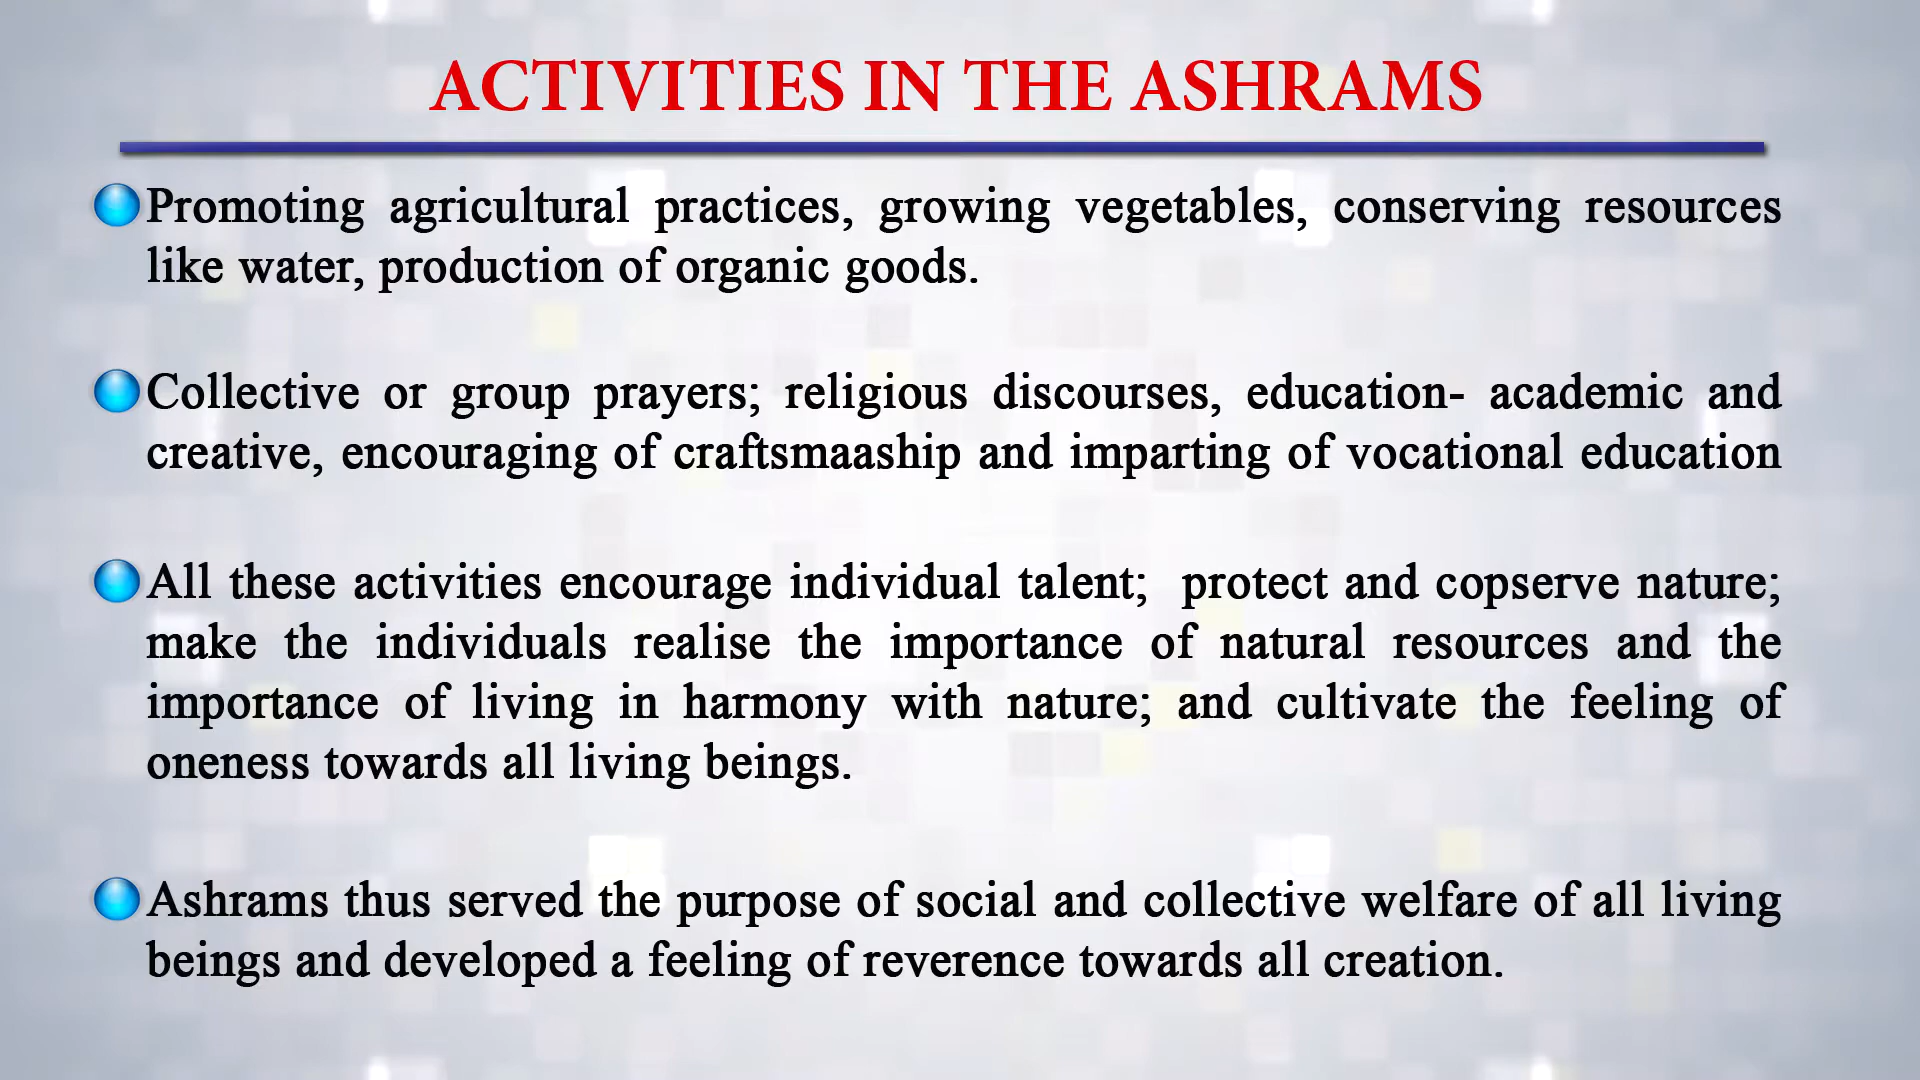 ACTIVITIES IN THE ASHRAMS
Promoting agricultural practices, growing vegetables, conserving resources
like water, production of organic goods.
Collective or group prayers; religious discourses, education- academic and
creative, encouraging of craftsmaaship and imparting of vocational education
All these activities encourage individual talent; protect and copserve nature;
make the individuals realise the importance of natural resources and the
importance of living in harmony with nature; and cultivate the feeling of
oneness towards all living beings.
Ashrams thus served the purpose of social and collective welfare of all living
beings and developed a feeling of reverence towards all creation.